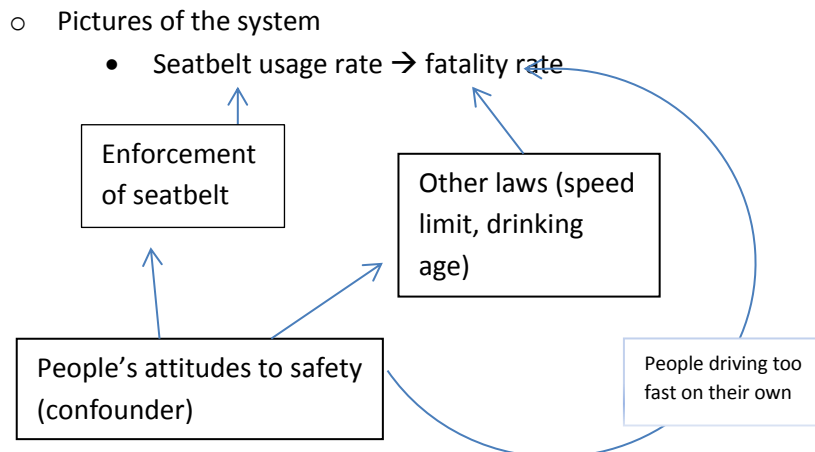 o Pictures of the system
• Seatbelt usage rate → fatality rate
Enforcement
of seatbelt
Other laws (speed
limit, drinking
age)
People’s attitudes to safety
(confounder)
People driving too
fast on their own